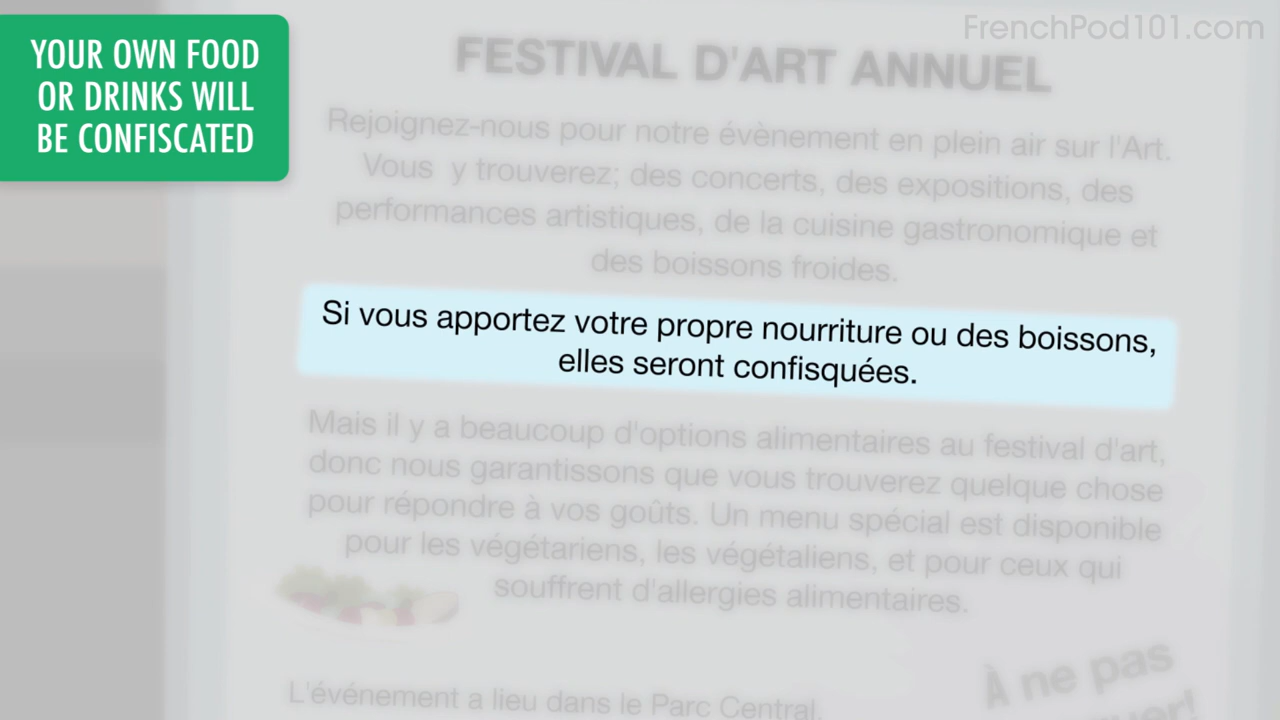 FrenchPod101.com
YOUR OWN FOOD
OR DRINKS WILL
BE CONFISCATED
FESTIVAL D'ART ANNUEL
Rejoignez-nous pour notre évènement en plein air sur l'Art.
Vous y trouverez; des concerts, des expositions, des
performances artistiques, de la cuisine gastronomique et
des boissons froides.
Si vous apportez votre propre nourriture ou des boissons,
elles seront confisquées.
Mais il y a beaucoup d'options alimentaires au festival d'art,
donc nous garantissons que vous trouverez quelque chose
pour répondre à vos goûts. Un menu spécial est disponible
pour les végétariens, les végétaliens, et pour ceux qui
souffrent d'allergies alimentaires.
À ne pas
L'événement a lieu dans le Parc Central.